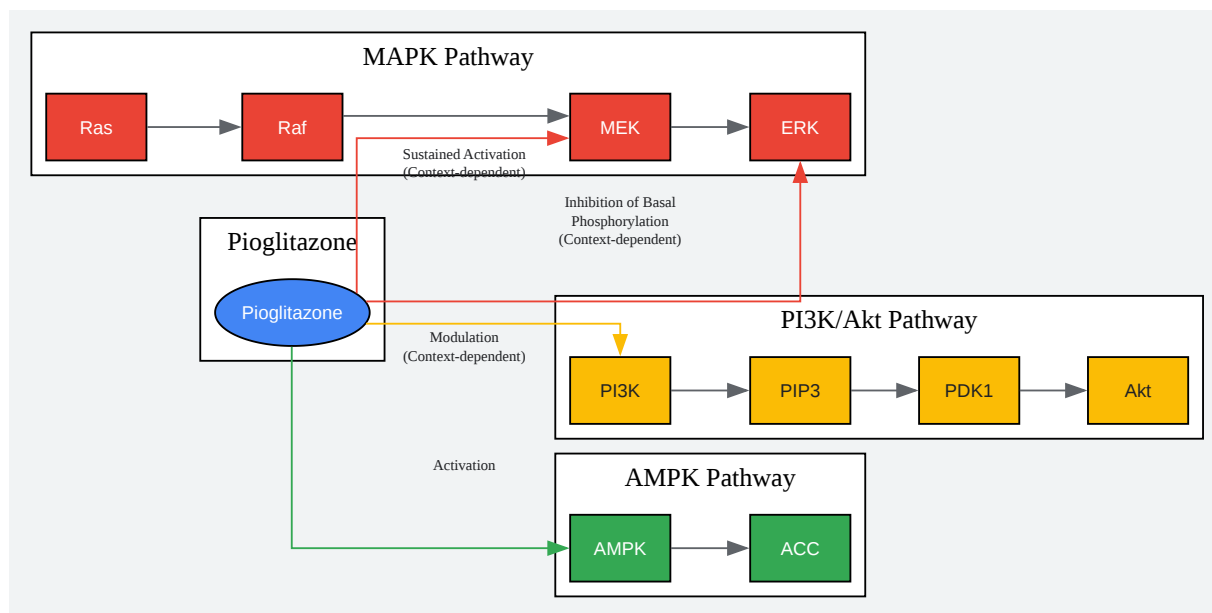 MAPK Pathway
Ras
Raf
MEK
ERK
Sustained Activation
(Context-dependent)
Inhibition of Basal
Phosphorylation
(Context-dependent)
Pioglitazone
Pioglitazone
Modulation
(Context-dependent)
PI3K/Akt Pathway
PI3K
PIP3
PDK1
Akt
Activation
AMPK Pathway
AMPK
ACC